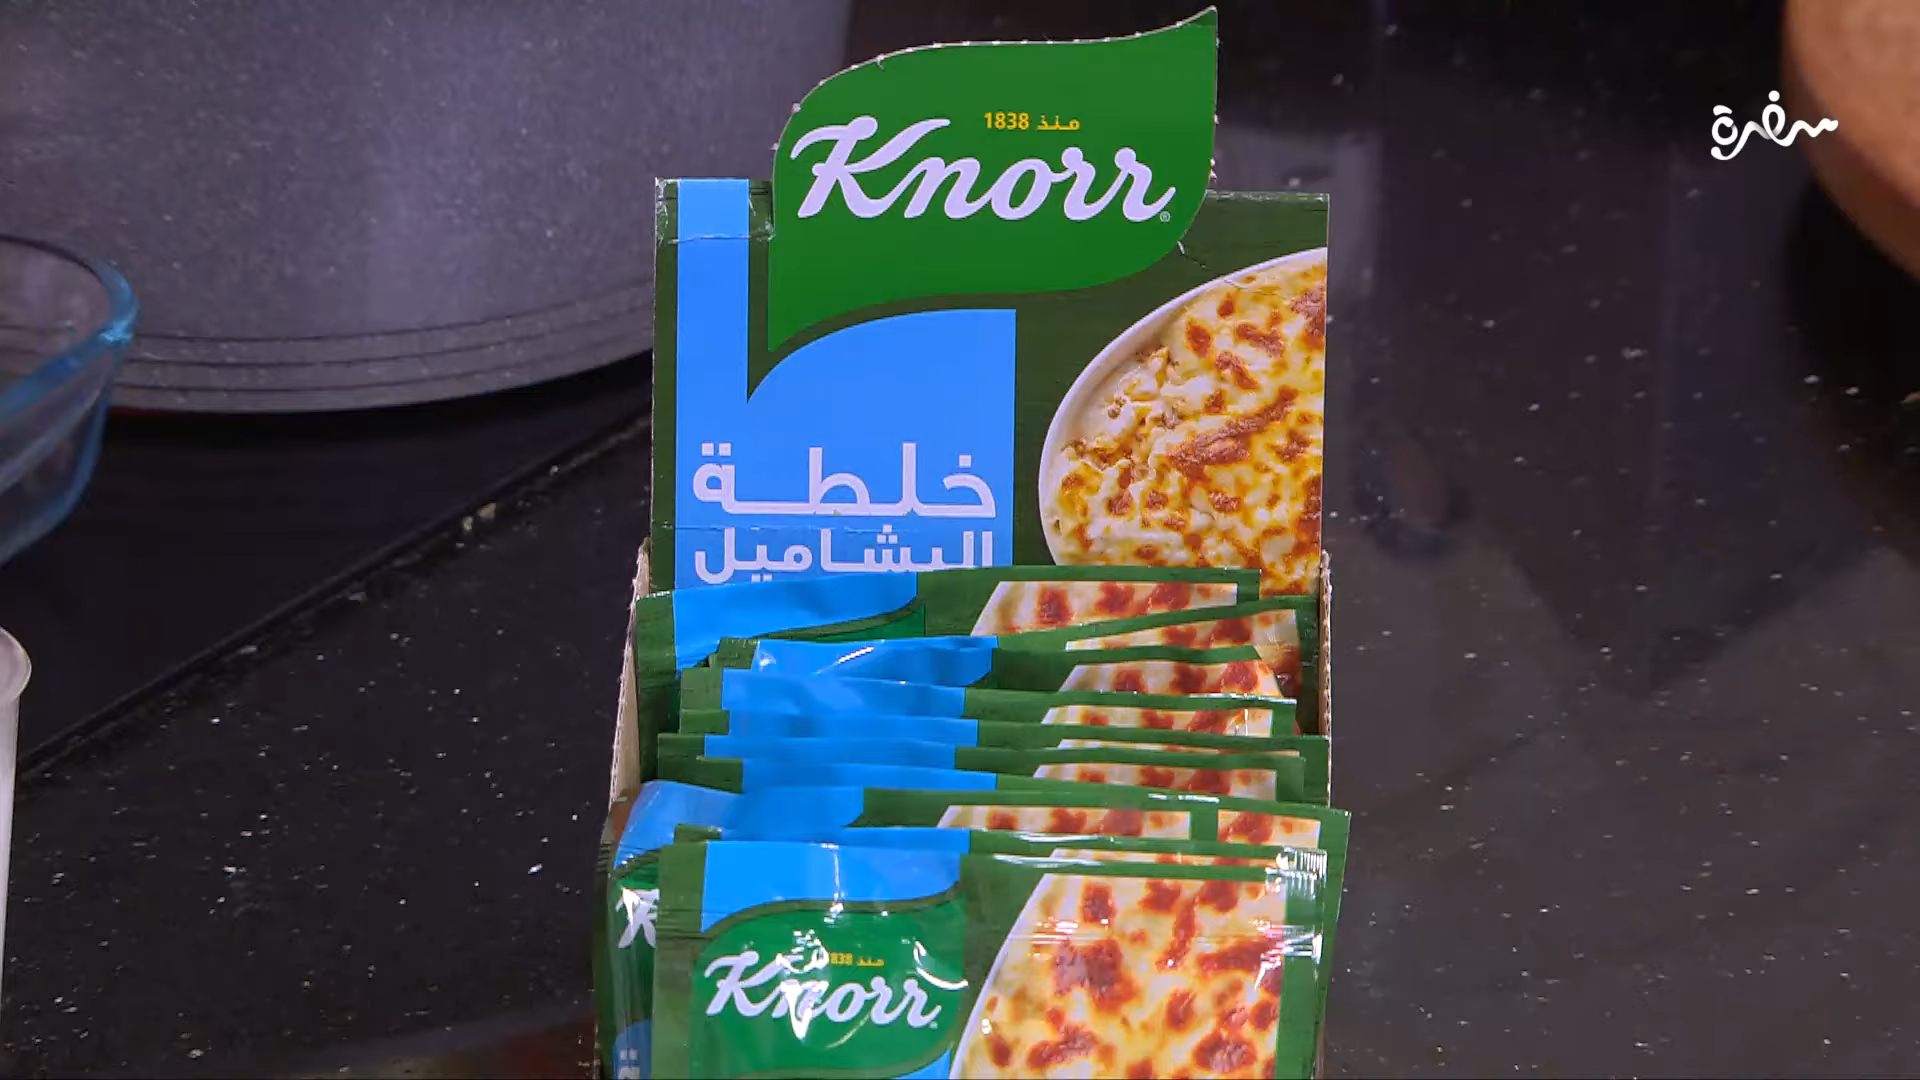 منذ 1838
Knorr
سفرة
خلطة
البشاميل
منذ 1838
Knorr